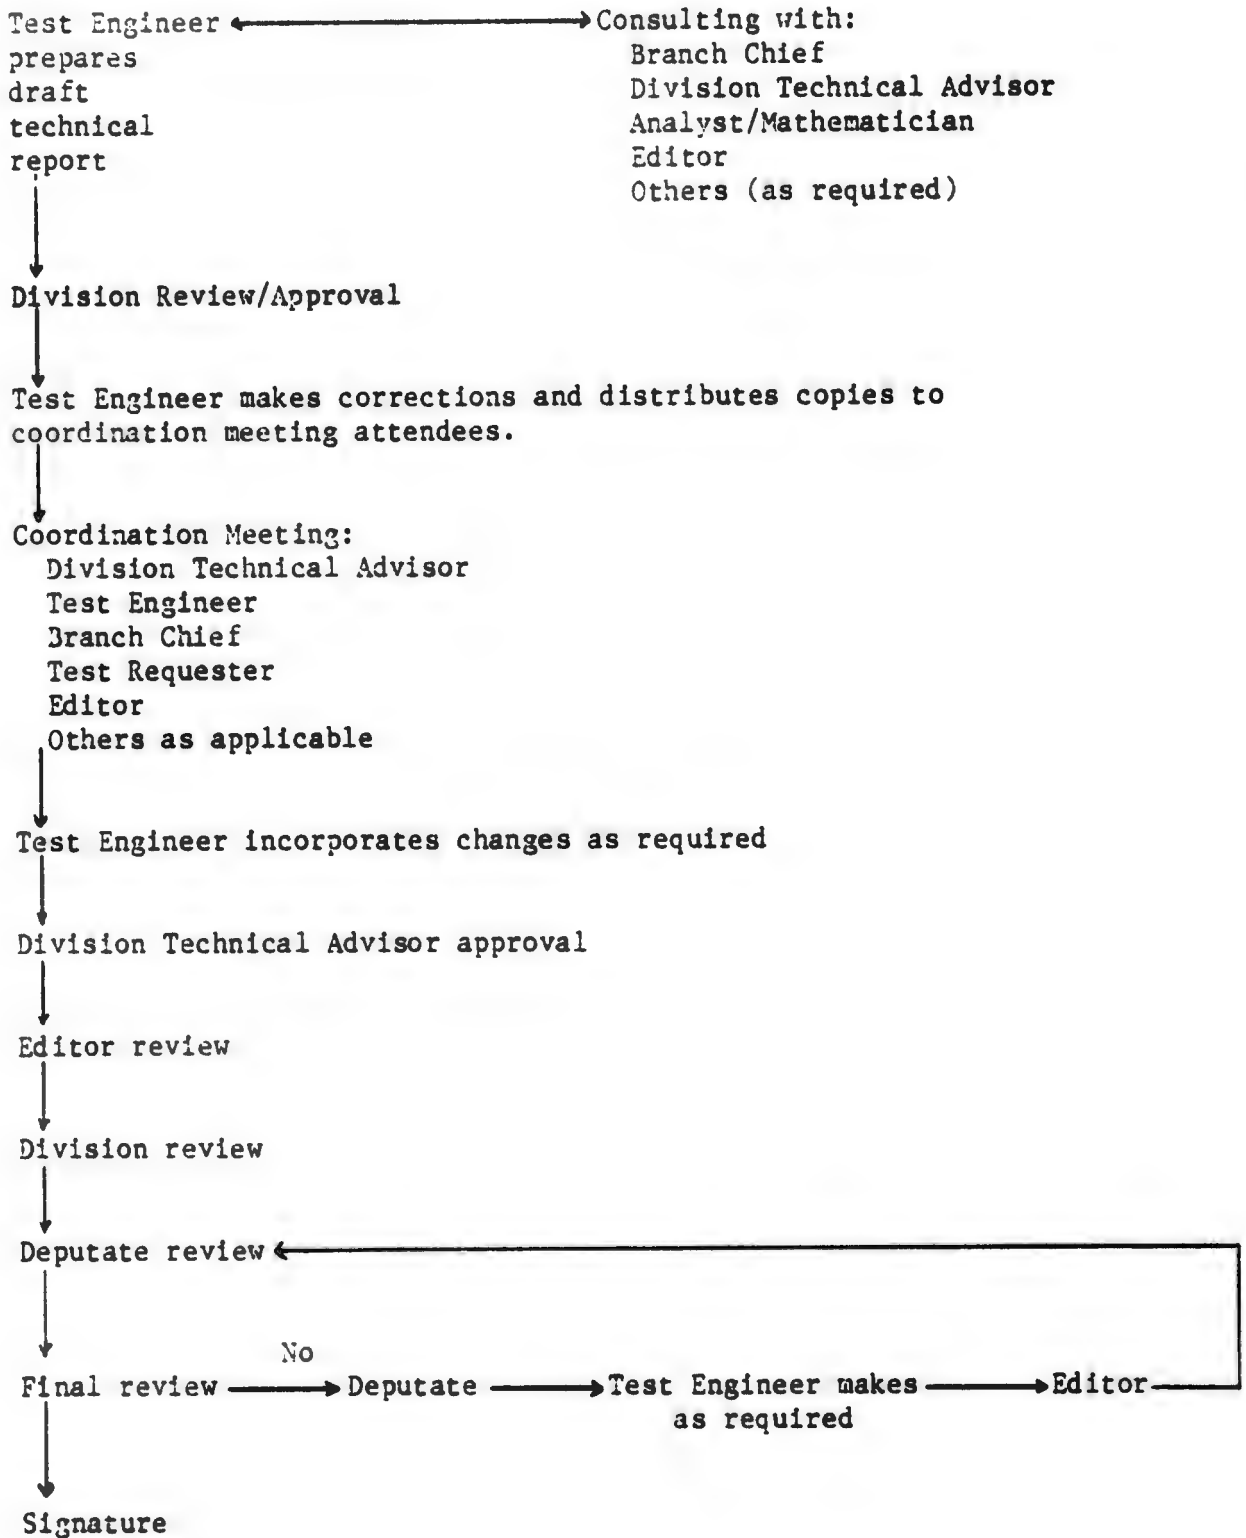 Test Engineer
prepares
draft
technical
report
Consulting with:
Branch Chief
Division Technical Advisor
Analyst/Mathematician
Editor
Others (as required)
Division Review/Approval
Test Engineer makes corrections and distributes copies to
coordination meeting attendees.
Coordination Meeting:
Division Technical Advisor
Test Engineer
Branch Chief
Test Requester
Editor
Others as applicable
Test Engineer incorporates changes as required
Division Technical Advisor approval
Editor review
Division review
Deputate review
No
Final review
Deputate
Test Engineer makes
as required
Editor
Signature